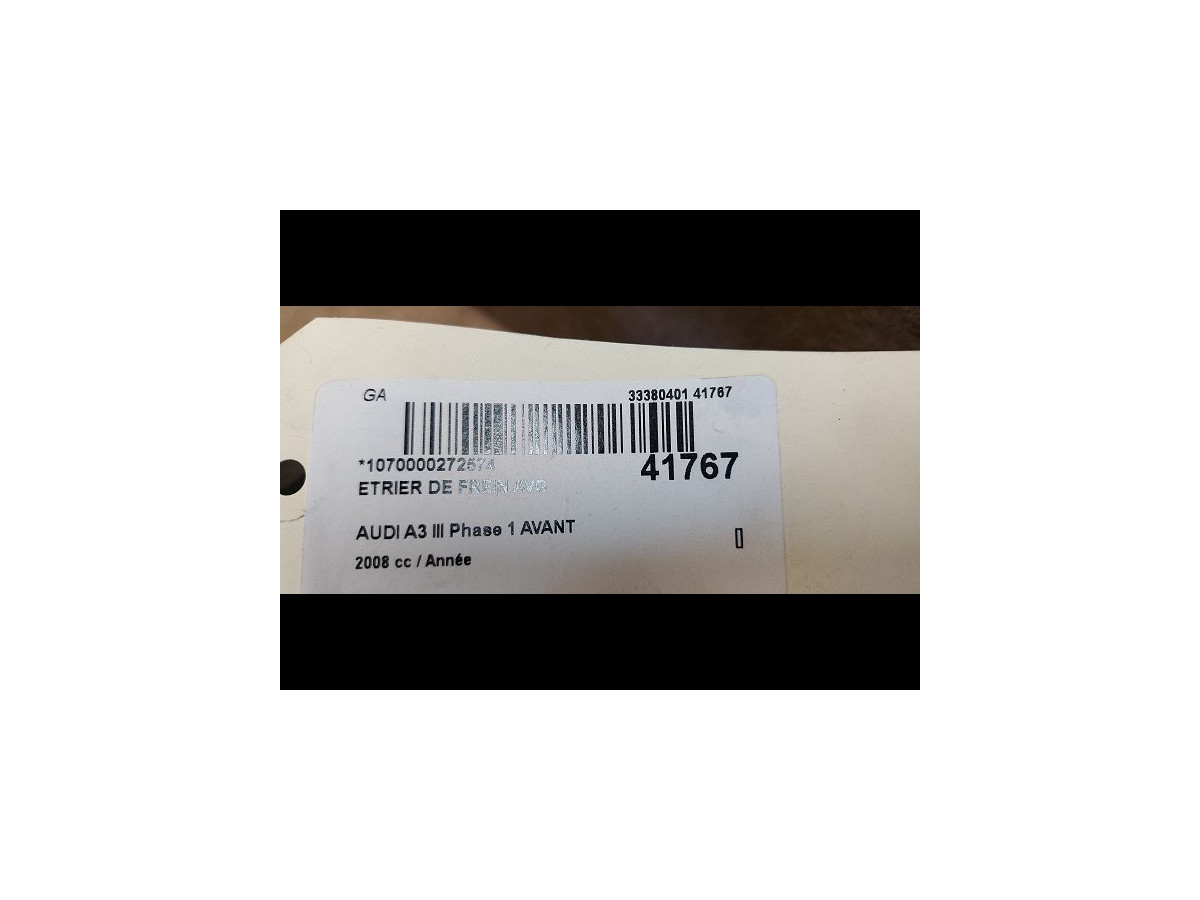 GA
33380401 41767
*1070000272574
41767
ETRIER DE FREIN AVG
AUDI A3 III Phase 1 AVANT
2008 cc / Année